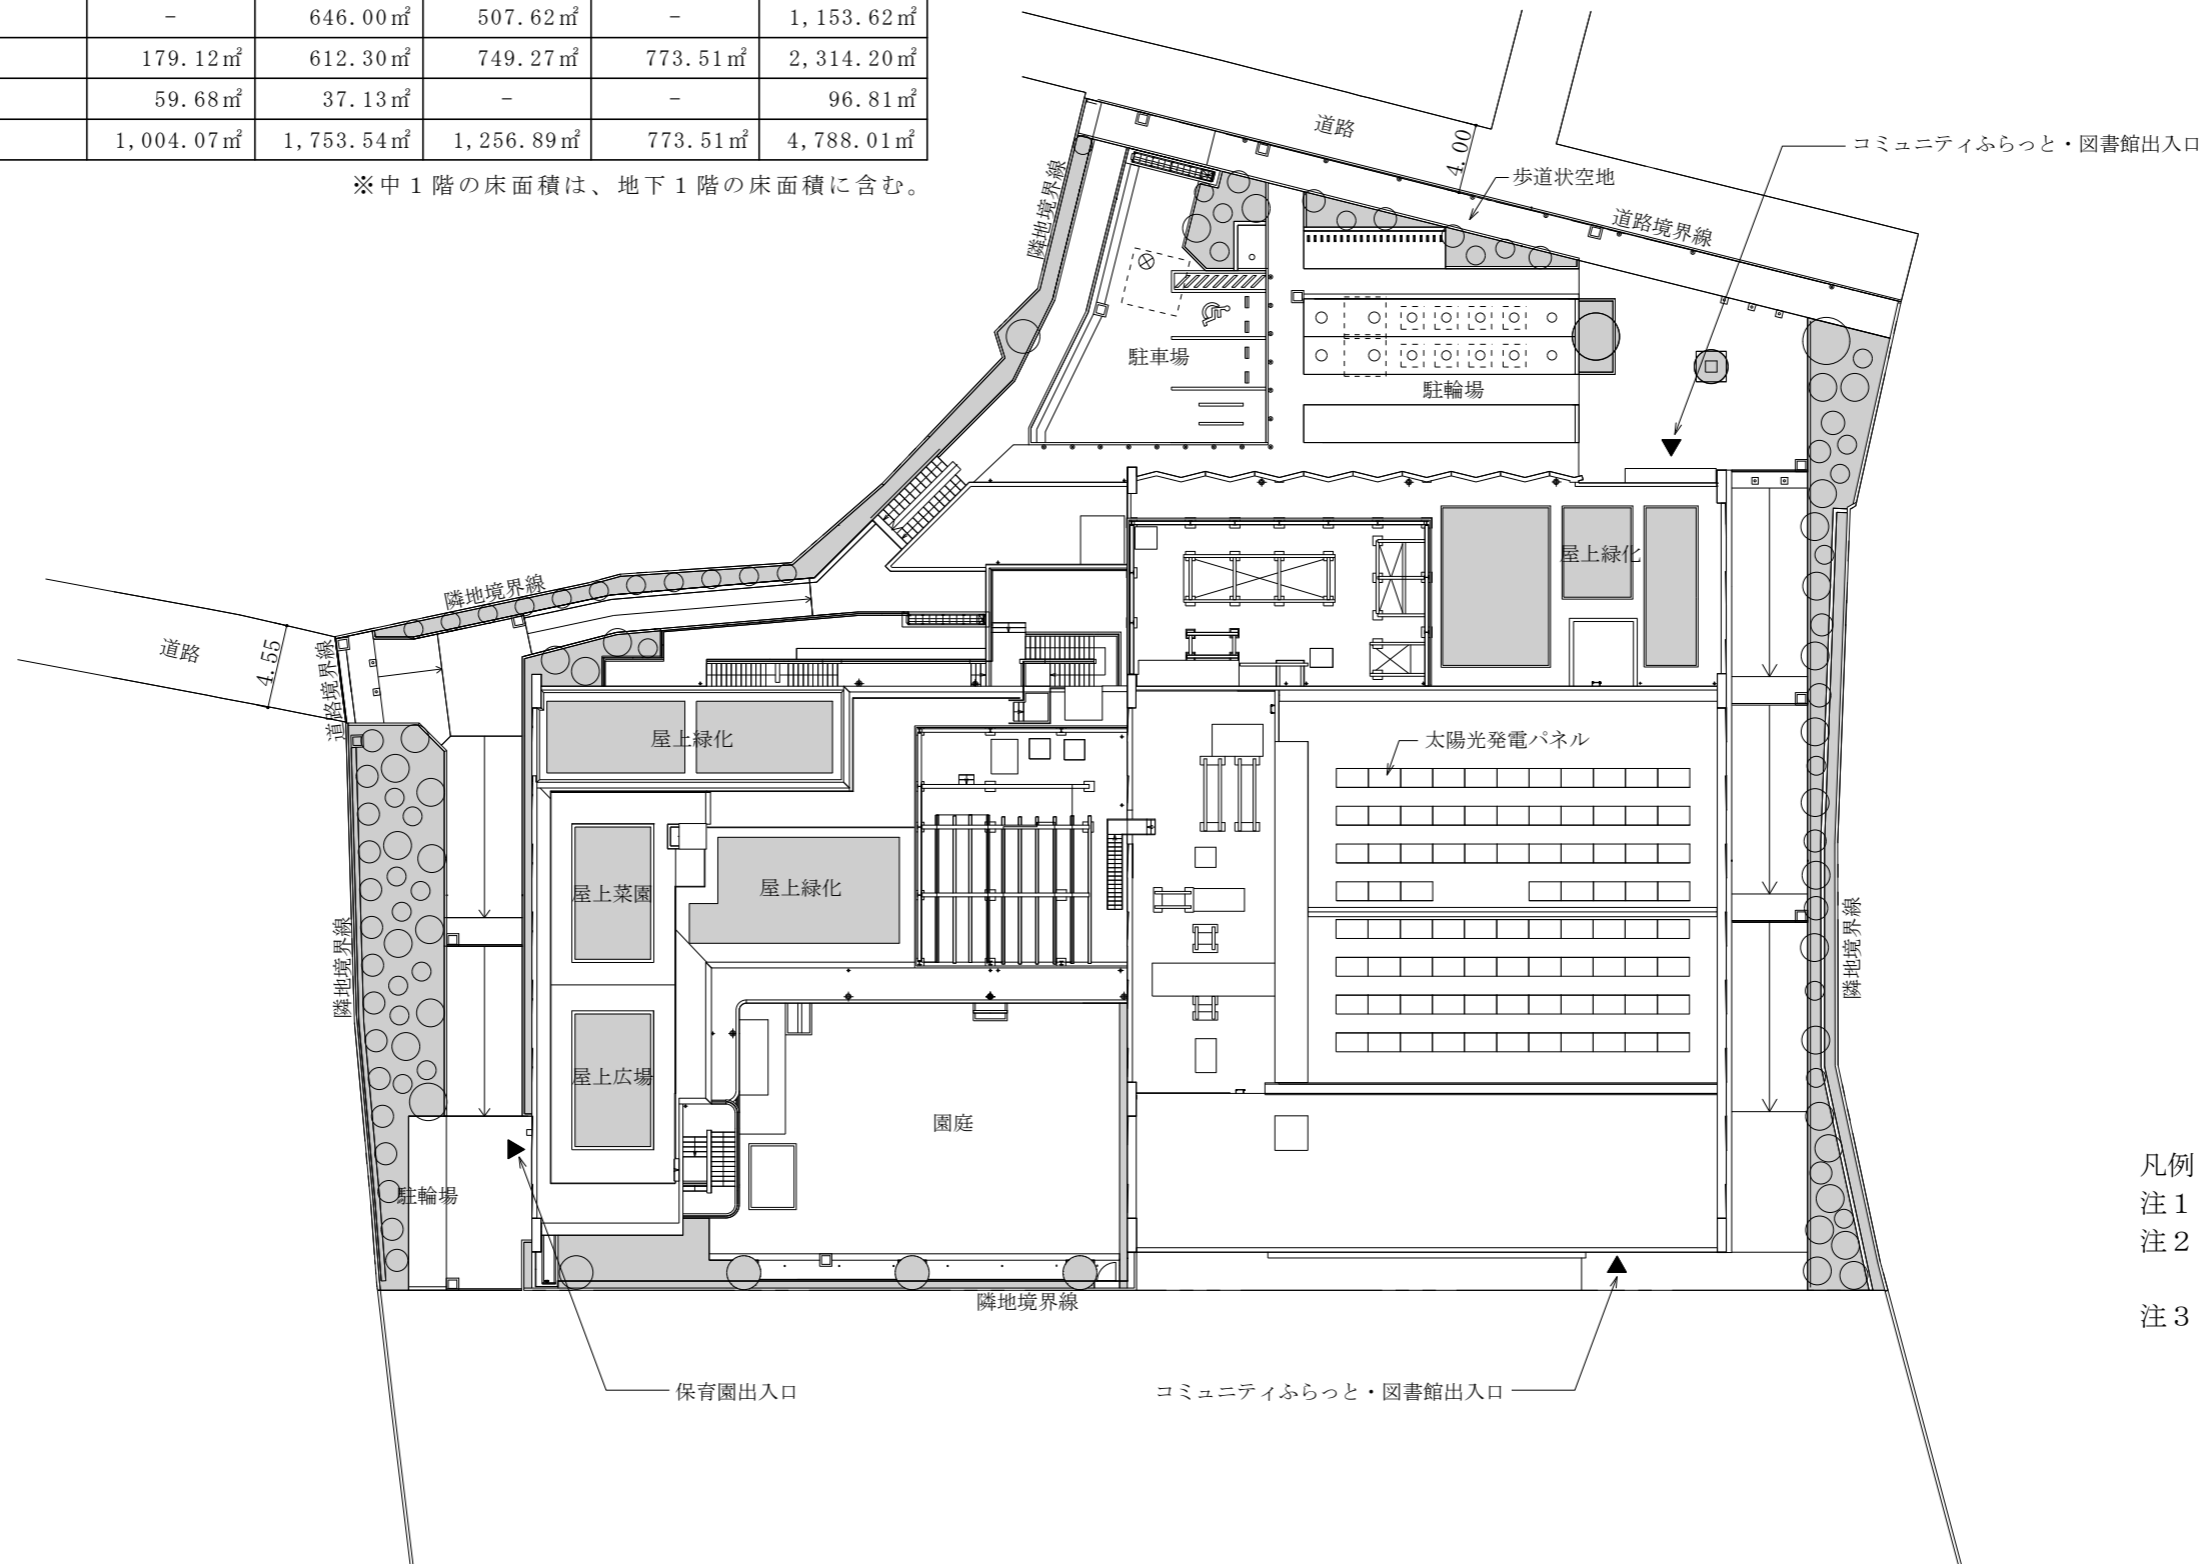 - 646.00㎡ 507.62㎡ - 1,153.62㎡
179.12㎡ 612.30㎡ 749.27㎡ 773.51㎡ 2,314.20㎡
59.68㎡ 37.13㎡ - - 96.81㎡
1,004.07㎡ 1,753.54㎡ 1,256.89㎡ 773.51㎡ 4,788.01㎡
※中１階の床面積は、地下１階の床面積に含む。
道路
4.00
コミュニティふらっと・図書館出入口
歩道状空地
道路境界線
隣地境界線
駐車場
駐輪場
屋上緑化
隣地境界線
道路
4.55
道路境界線
屋上緑化
太陽光発電パネル
屋上菜園
屋上緑化
隣地境界線
隣地境界線
屋上広場
園庭
駐輪場
隣地境界線
保育園出入口
コミュニティふらっと・図書館出入口
凡例
注１
注２
注３